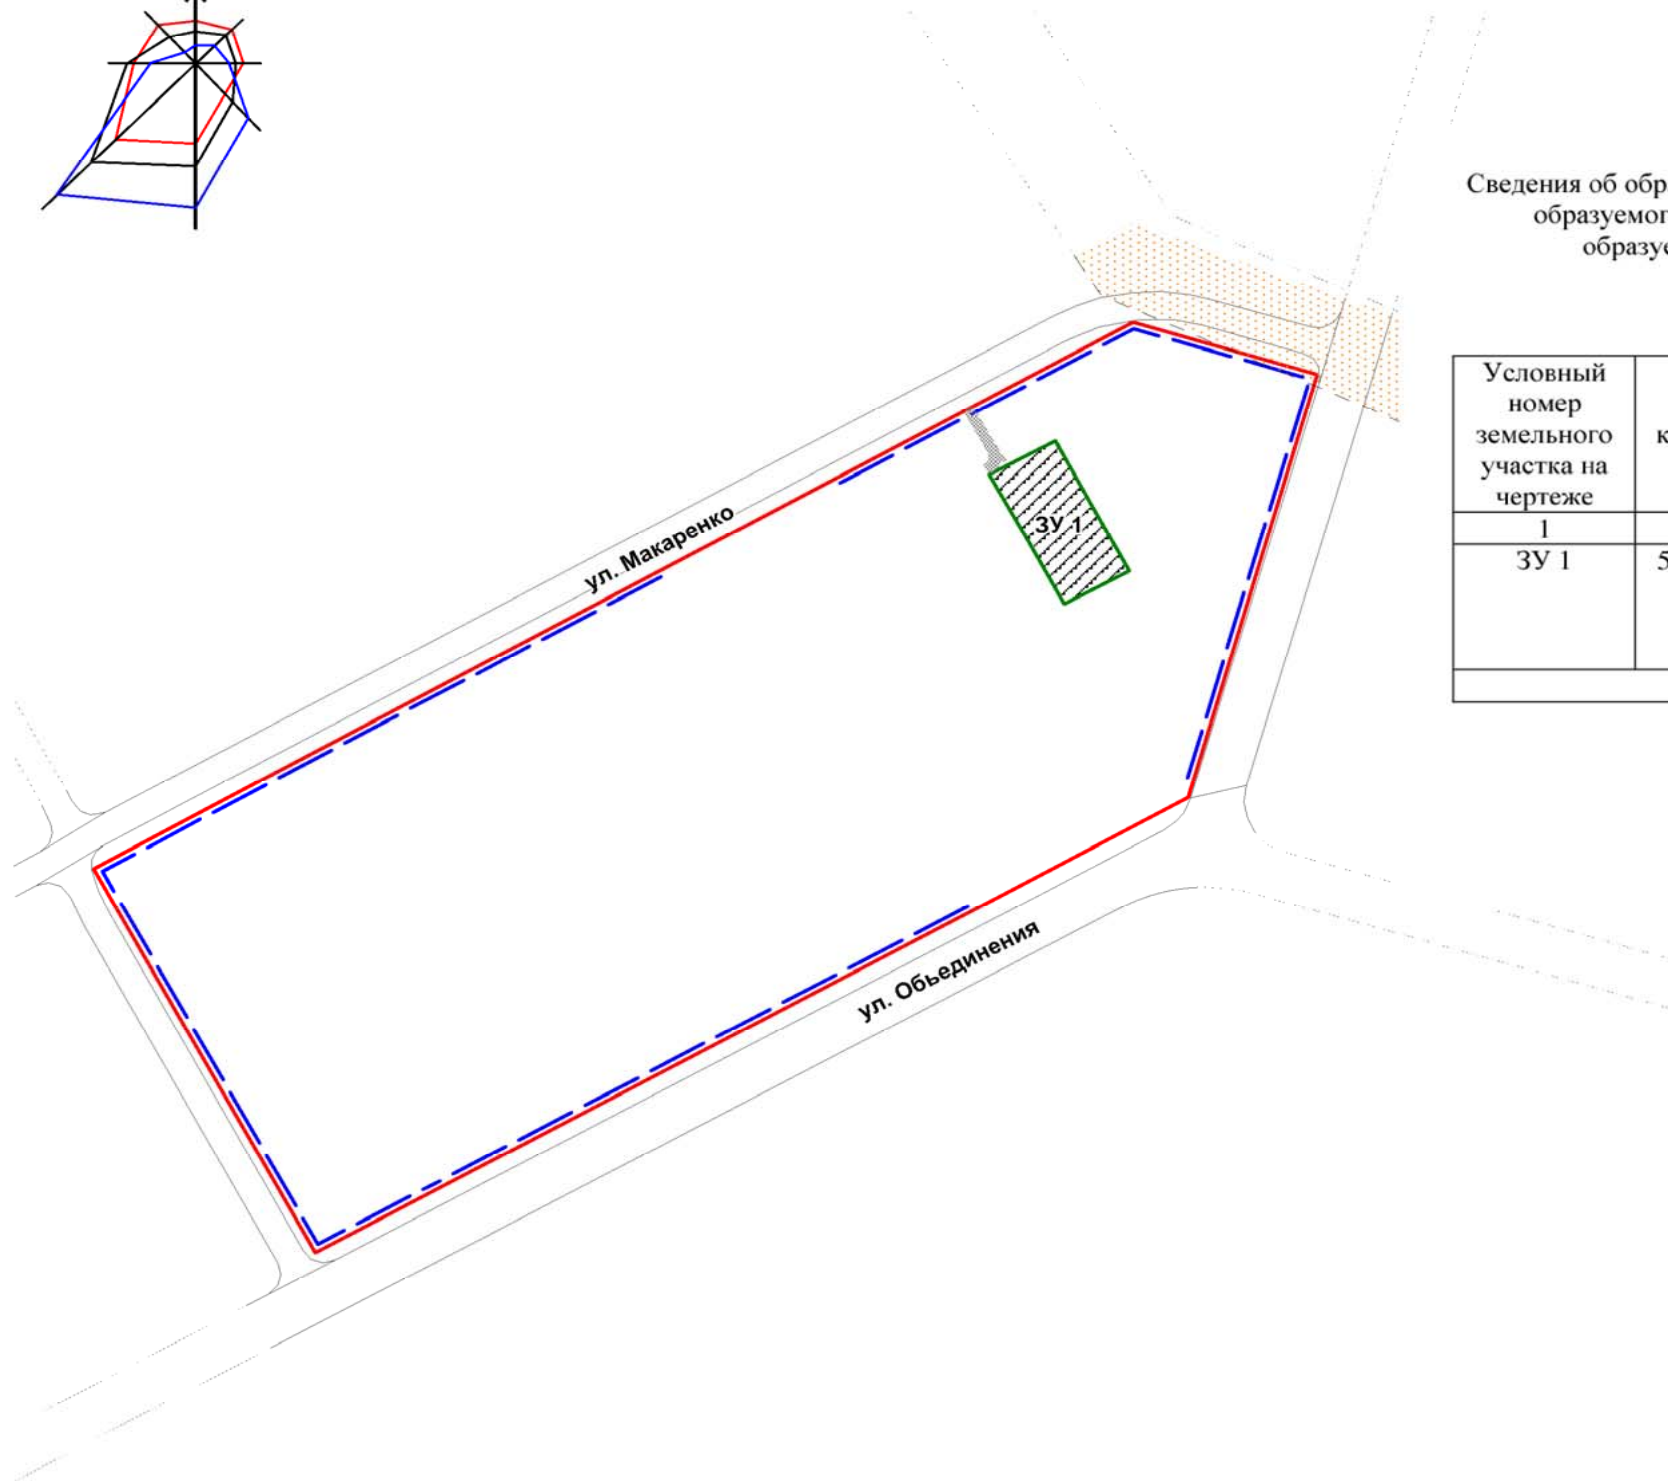 Сведения об обр
образуемог
образуе
Условный
номер
земельного
участка на
чертеже
к
1
ЗУ 1
5
ЗУ 1
ул. Макаренко
ул. Обьединения